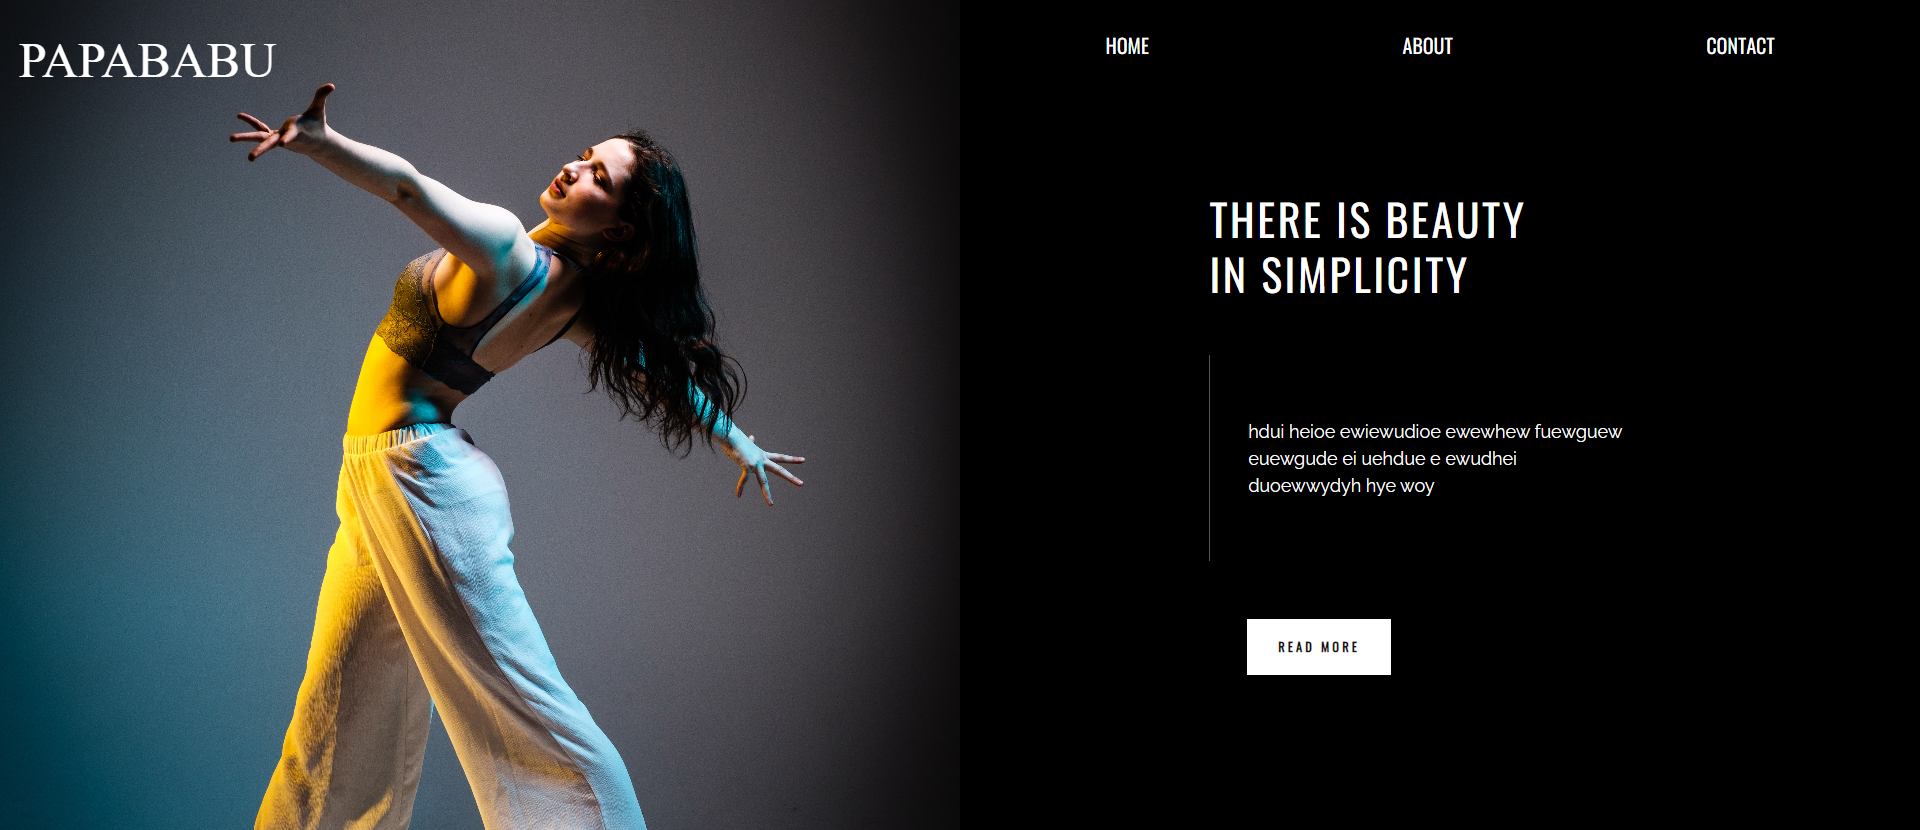 PAPABABU
HOME
ABOUT
CONTACT
THERE IS BEAUTY
IN SIMPLICITY
hdui heioe ewiewudioe ewewhew fuewguew
euewgude ei uehdue e ewudhei
duoewwydyh hye woy
READ MORE